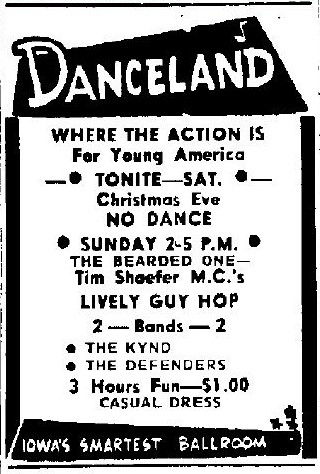 DANCELAND
WHERE THE ACTION IS
For Young America
—• TONITE—SAT. •—
Christmas Eve
NO DANCE
• SUNDAY 2-5 P.M. •
THE BEARDED ONE—
Tim Shaefer M.C.'s
LIVELY GUY HOP
2 — Bands — 2
• THE KYND
• THE DEFENDERS
3 Hours Fun—$1.00
CASUAL DRESS
IOWA'S SMARTEST BALLROOM